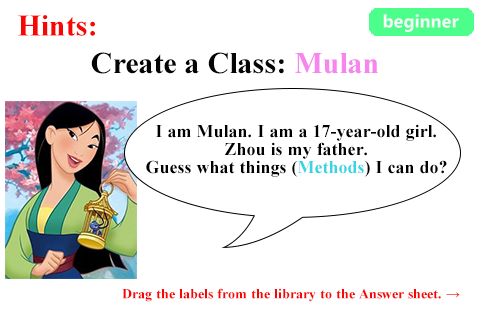 Hints:
beginner
Create a Class: Mulan
I am Mulan. I am a 17-year-old girl.
Zhou is my father.
Guess what things (Methods) I can do?
Drag the labels from the library to the Answer sheet. →